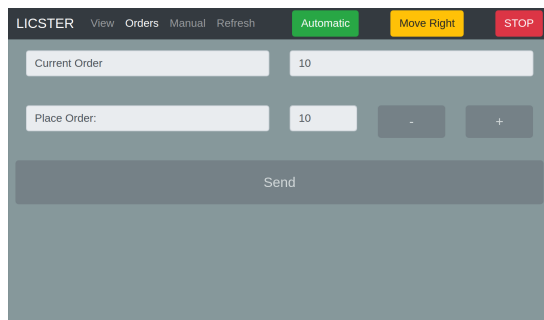 LICSTER View Orders Manual Refresh Automatic Move Right STOP
Current Order 10
Place Order: 10 - +
Send